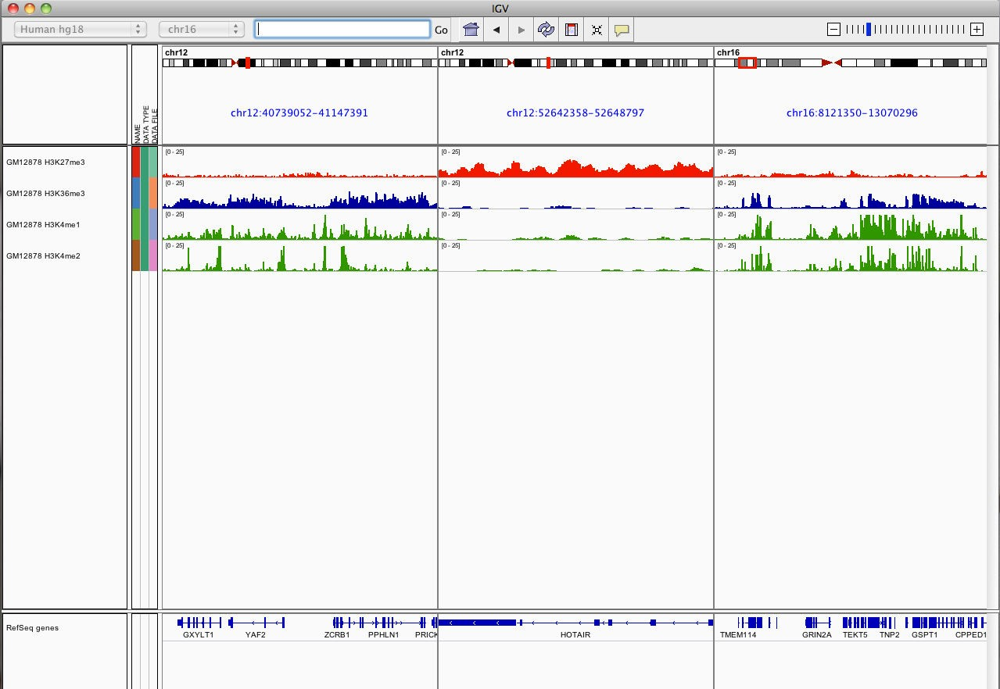 IGV
Human hg18 chr16 Go
chr12 chr12 chr16
chr12:40739052-41147391 chr12:52642358-52648797 chr16:8121350-13070296
NAME
DATA TYPE
DATA FILE
GM12878 H3K27me3 [0 - 25] [0 - 25] [0 - 25]
GM12878 H3K36me3 [0 - 25] [0 - 25] [0 - 25]
GM12878 H3K4me1 [0 - 25] [0 - 25] [0 - 25]
GM12878 H3K4me2 [0 - 25] [0 - 25] [0 - 25]
RefSeq genes
GXYLT1 YAF2 ZCRB1 PPHLN1 PRICK HOTAIR TMEM114 GRIN2A TEKT5 TNP2 GSPT1 CPPED1